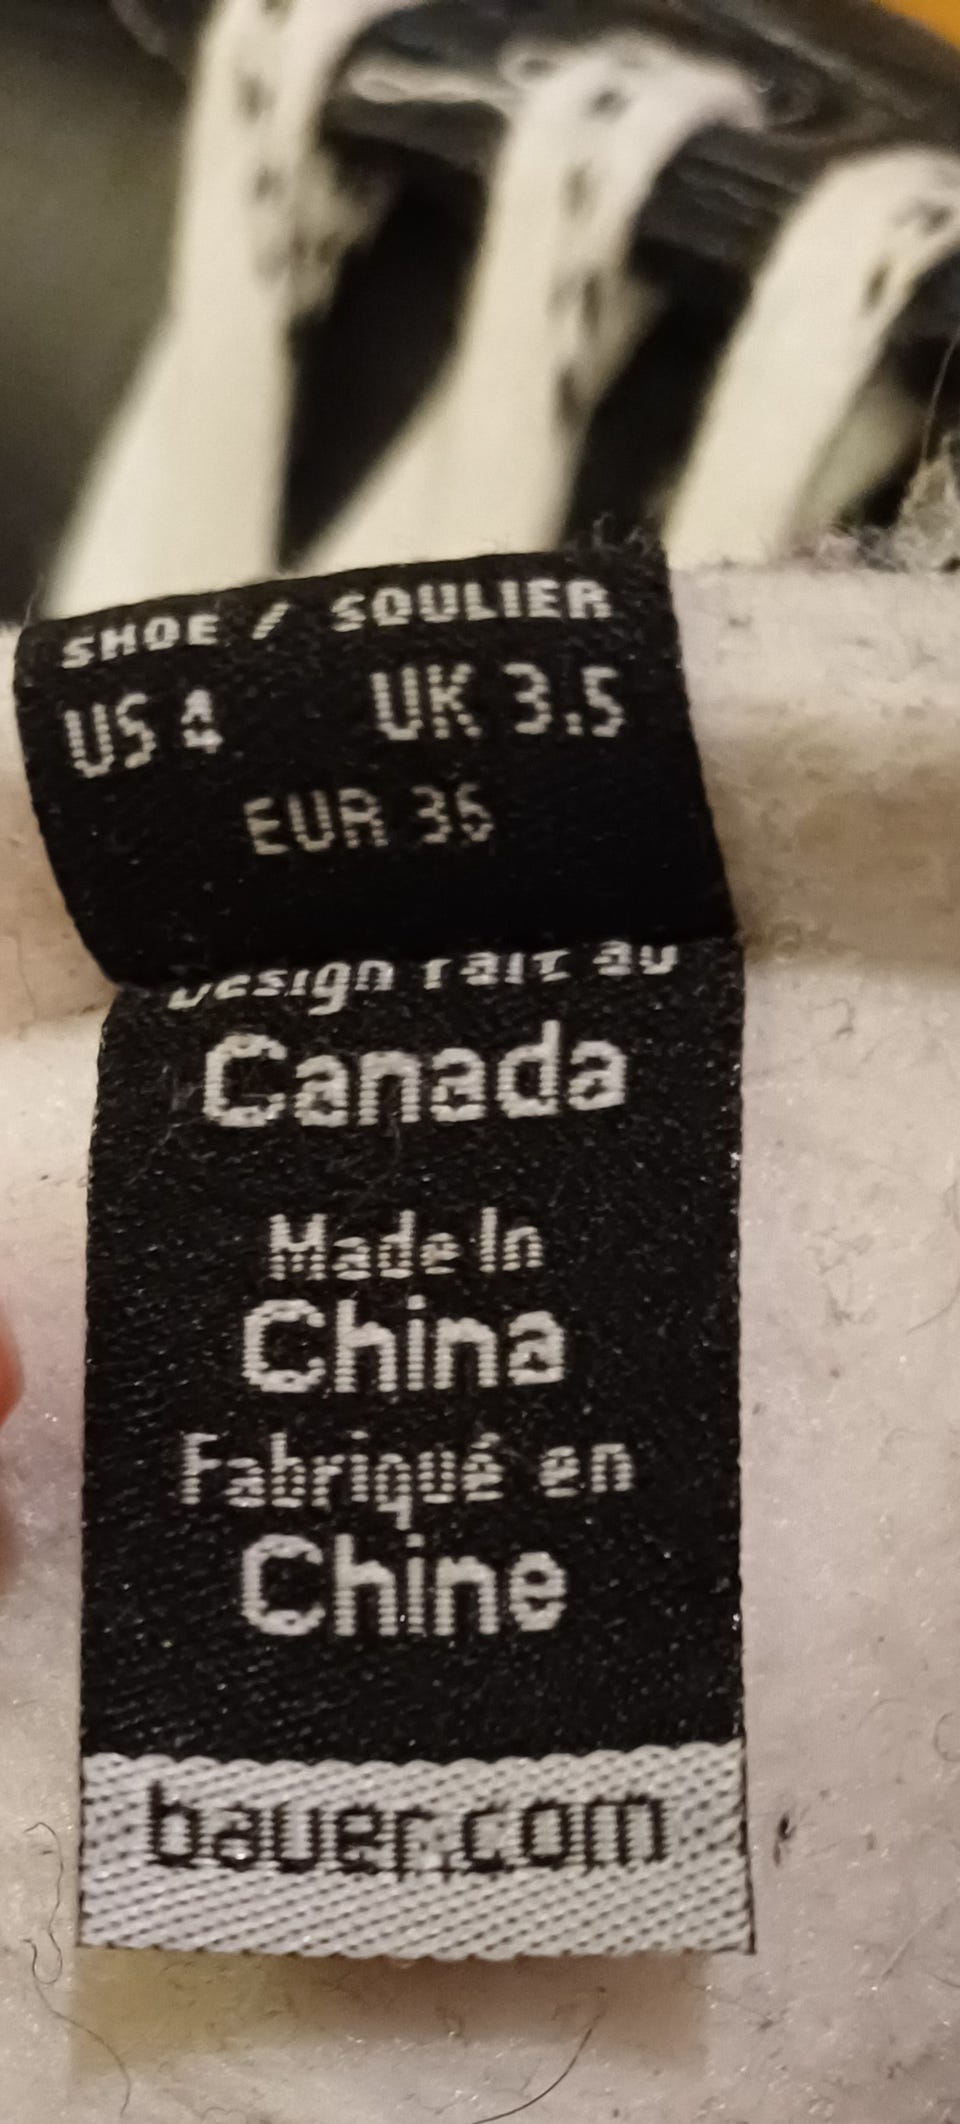 SHOE / SOULIER
US 4 UK 3.5
EUR 36
Design fait au
Canada
Made In
China
Fabriqué en
Chine
bauer.com